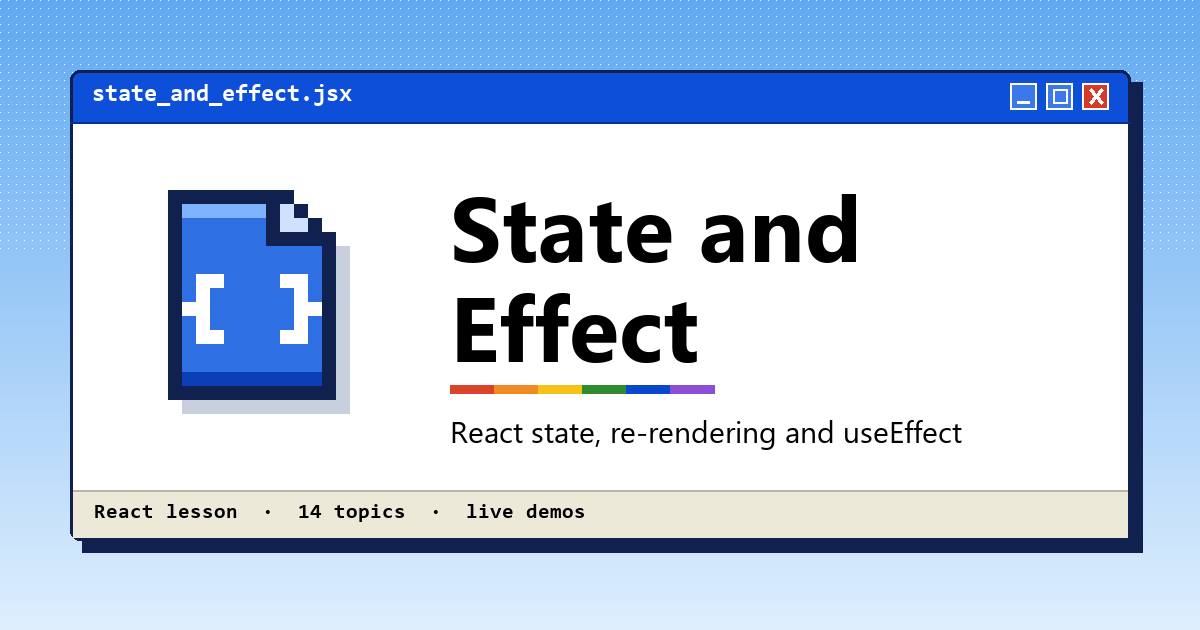 state_and_effect.jsx
{ }
State and
Effect
React state, re-rendering and useEffect
React lesson · 14 topics · live demos